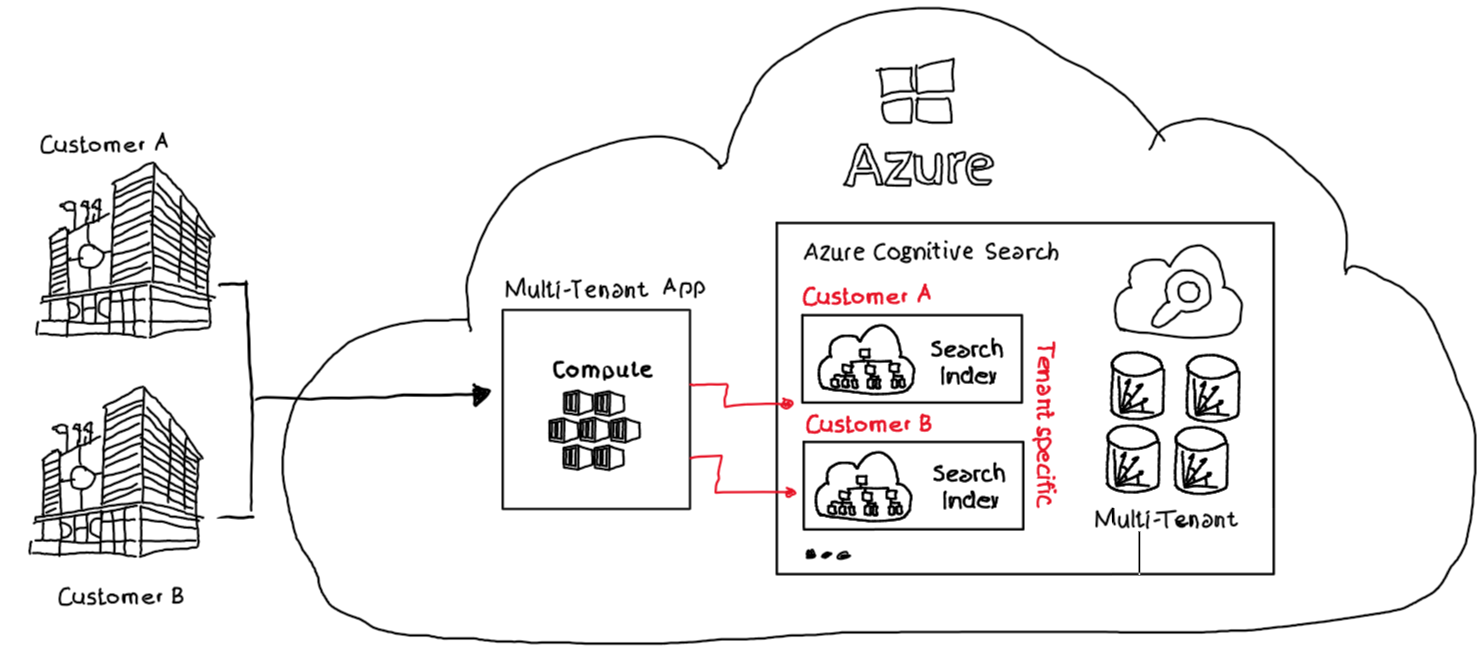 Customer A
Customer B
Azure
Multi-Tenant App
Compute
Azure Cognitive Search
Customer A
Search
Index
Customer B
Search
Index
Tenant specific
Multi-Tenant